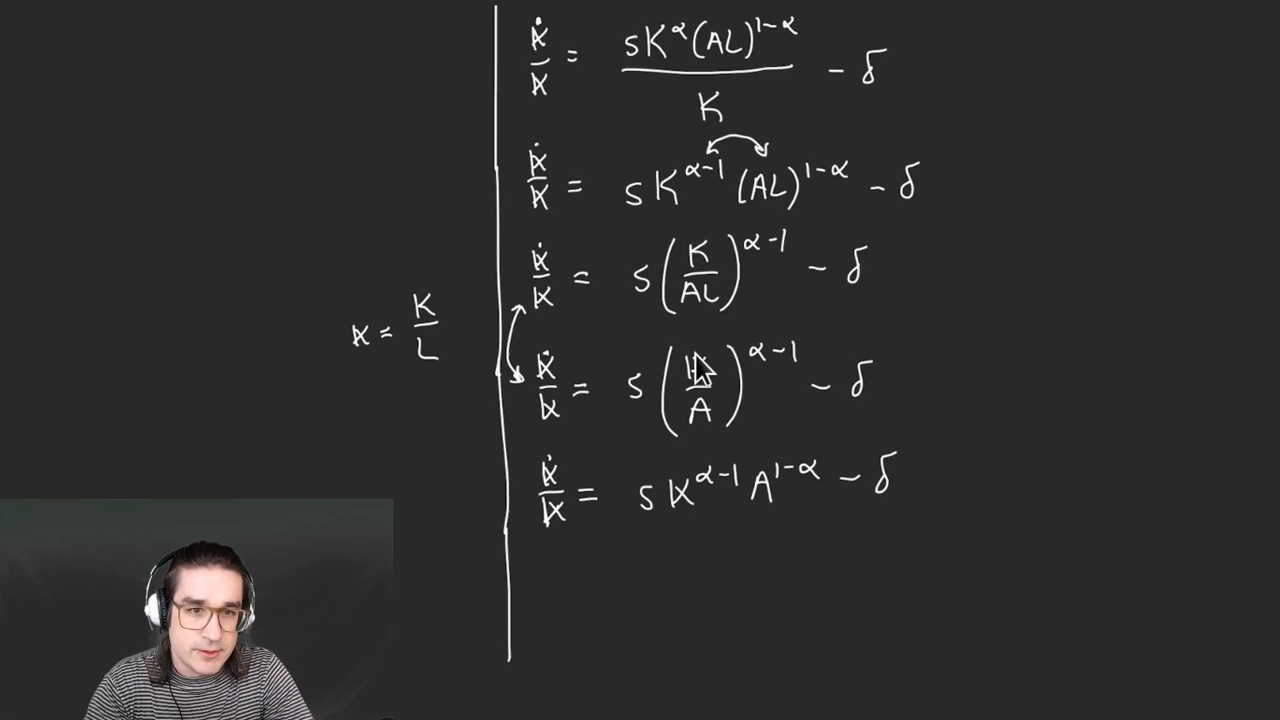 k̇/k = sK^α(AL)^(1-α)/K - δ
k̇/k = sK^(α-1) (AL)^(1-α) - δ
k̇/k = s(K/AL)^(α-1) - δ
k = K/L
k̇/k = s(k/A)^(α-1) - δ
k̇/k = sk^(α-1) A^(1-α) - δ